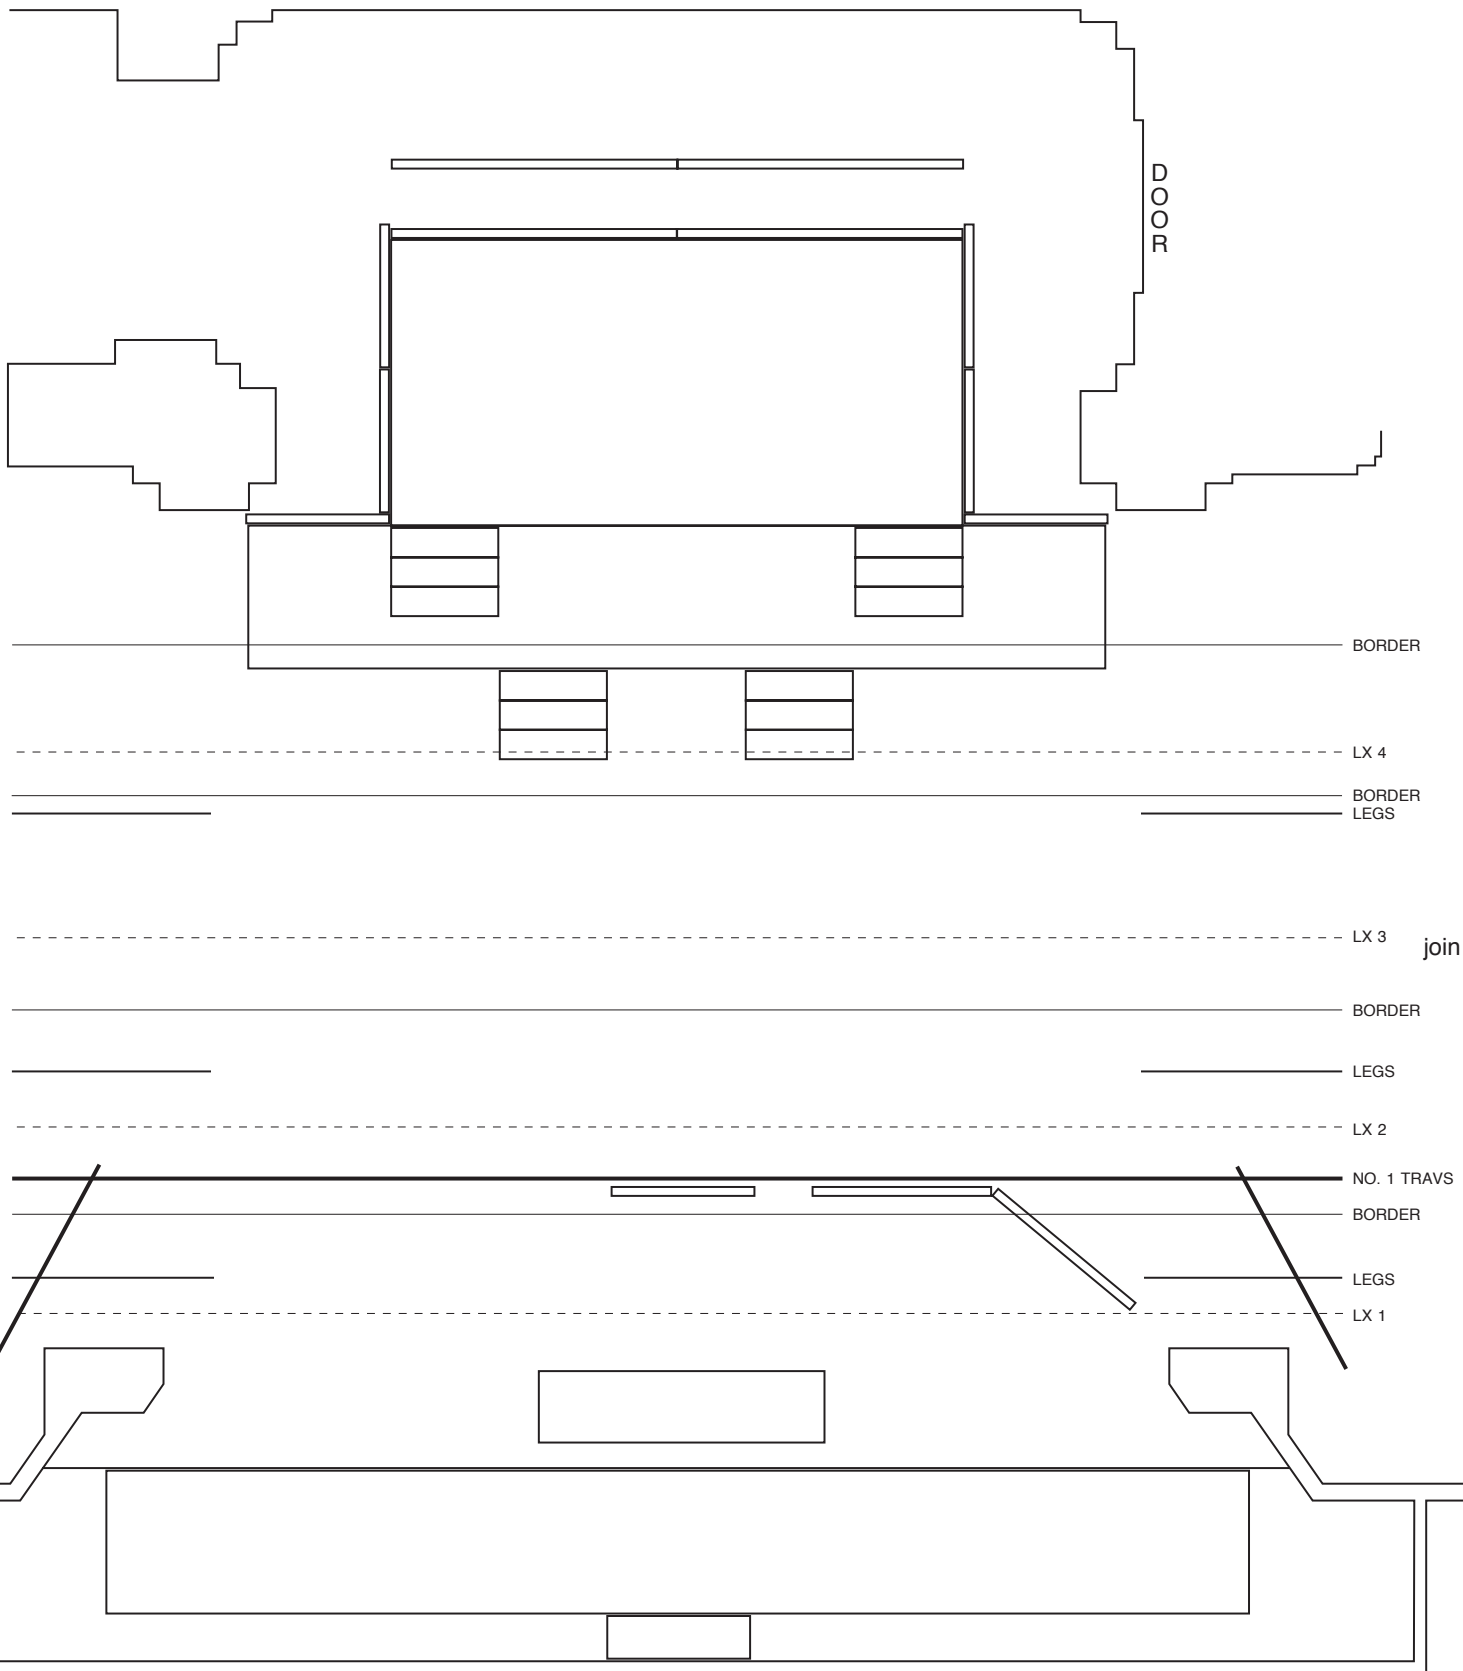 D
O
O
R
BORDER
LX 4
BORDER
LEGS
LX 3
join
BORDER
LEGS
LX 2
NO. 1 TRAVS
BORDER
LEGS
LX 1